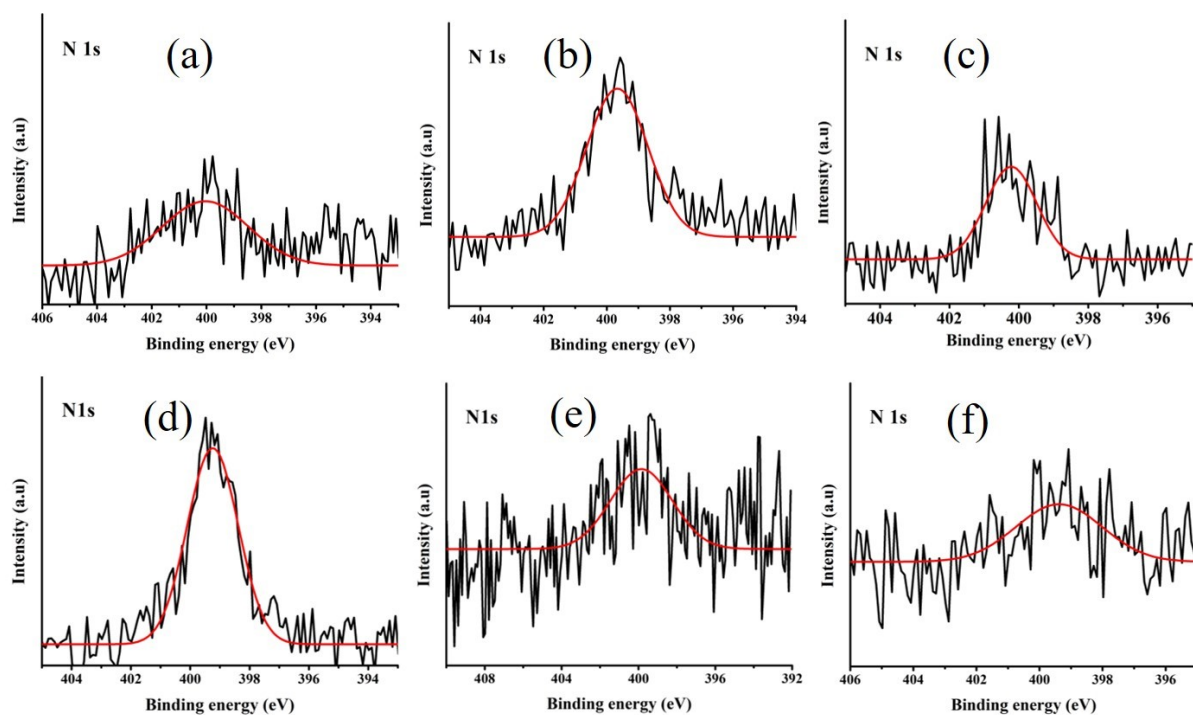 N 1s
(a)
Intensity (a.u)
406 404 402 400 398 396 394
Binding energy (eV)
N 1s
(b)
Intensity (a.u)
404 402 400 398 396 394
Binding energy (eV)
N 1s
(c)
Intensity (a.u)
404 402 400 398 396
Binding energy (eV)
N1s
(d)
Intensity (a.u)
404 402 400 398 396 394
Binding energy (eV)
N1s
(e)
Intensity (a.u)
408 404 400 396 392
Binding energy (eV)
N 1s
(f)
Intensity (a.u)
406 404 402 400 398 396
Binding energy (eV)